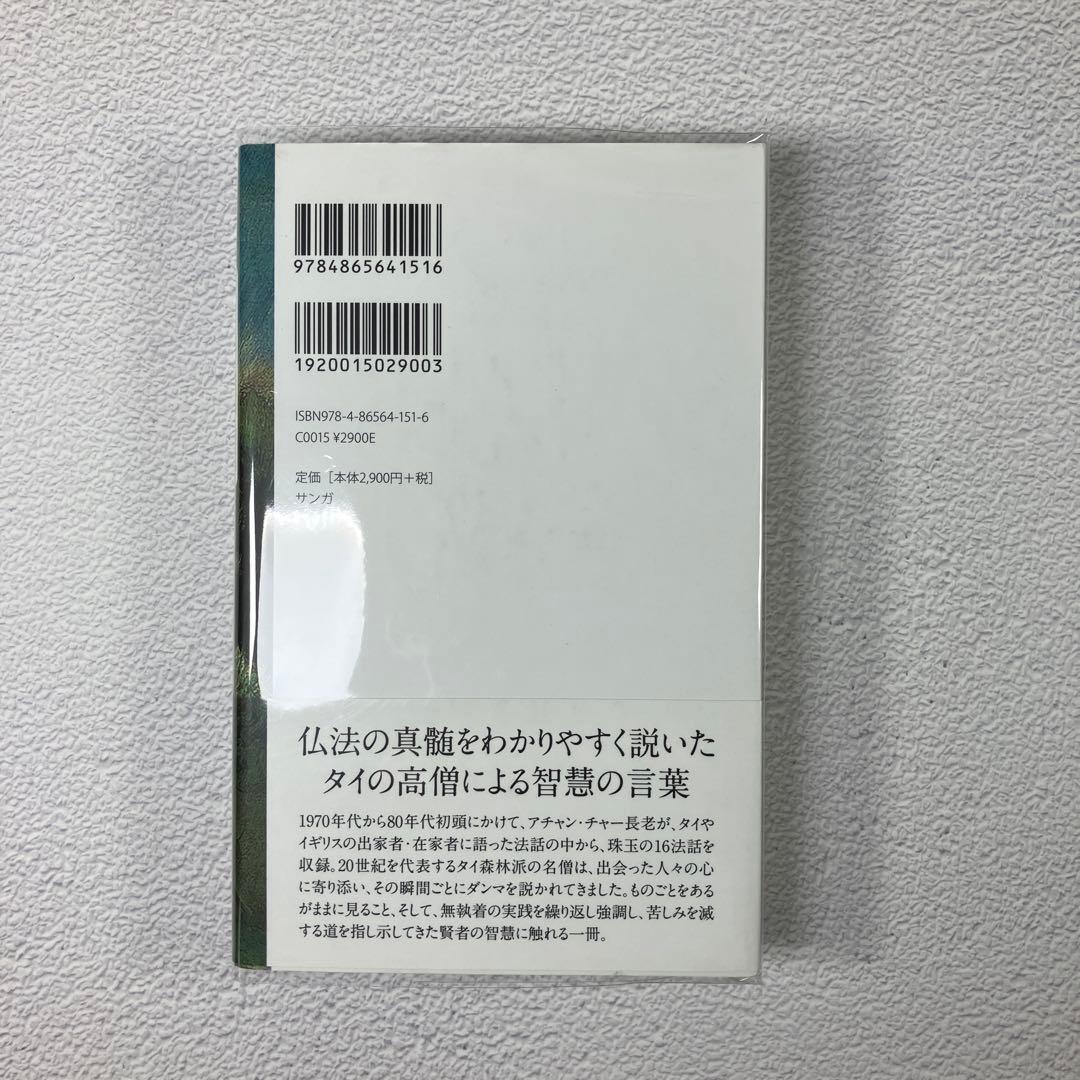 9784865641516
1920015029003
ISBN978-4-86564-151-6
C0015 ¥2900E
定価［本体2,900円＋税］
サンガ
仏法の真髄をわかりやすく説いた
タイの高僧による智慧の言葉
1970年代から80年代初頭にかけて、アチャン・チャー長老が、タイや
イギリスの出家者・在家者に語った法話の中から、珠玉の16法話を
収録。20世紀を代表するタイ森林派の名僧は、出会った人々の心
に寄り添い、その瞬間ごとにダンマを説かれてきました。ものごとをある
がままに見ること、そして、無執着の実践を繰り返し強調し、苦しみを滅
する道を指し示してきた賢者の智慧に触れる一冊。